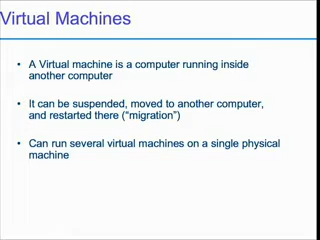 Virtual Machines
• A Virtual machine is a computer running inside
another computer
• It can be suspended, moved to another computer,
and restarted there (“migration”)
• Can run several virtual machines on a single physical
machine